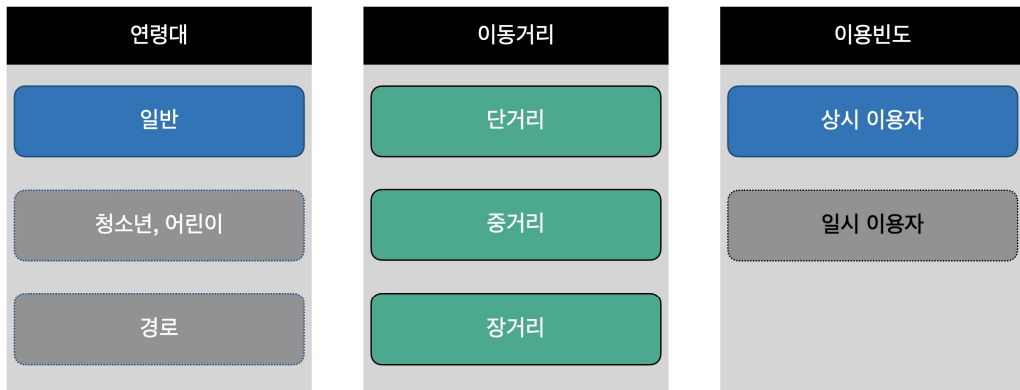 연령대
일반
청소년, 어린이
경로
이동거리
단거리
중거리
장거리
이용빈도
상시 이용자
일시 이용자